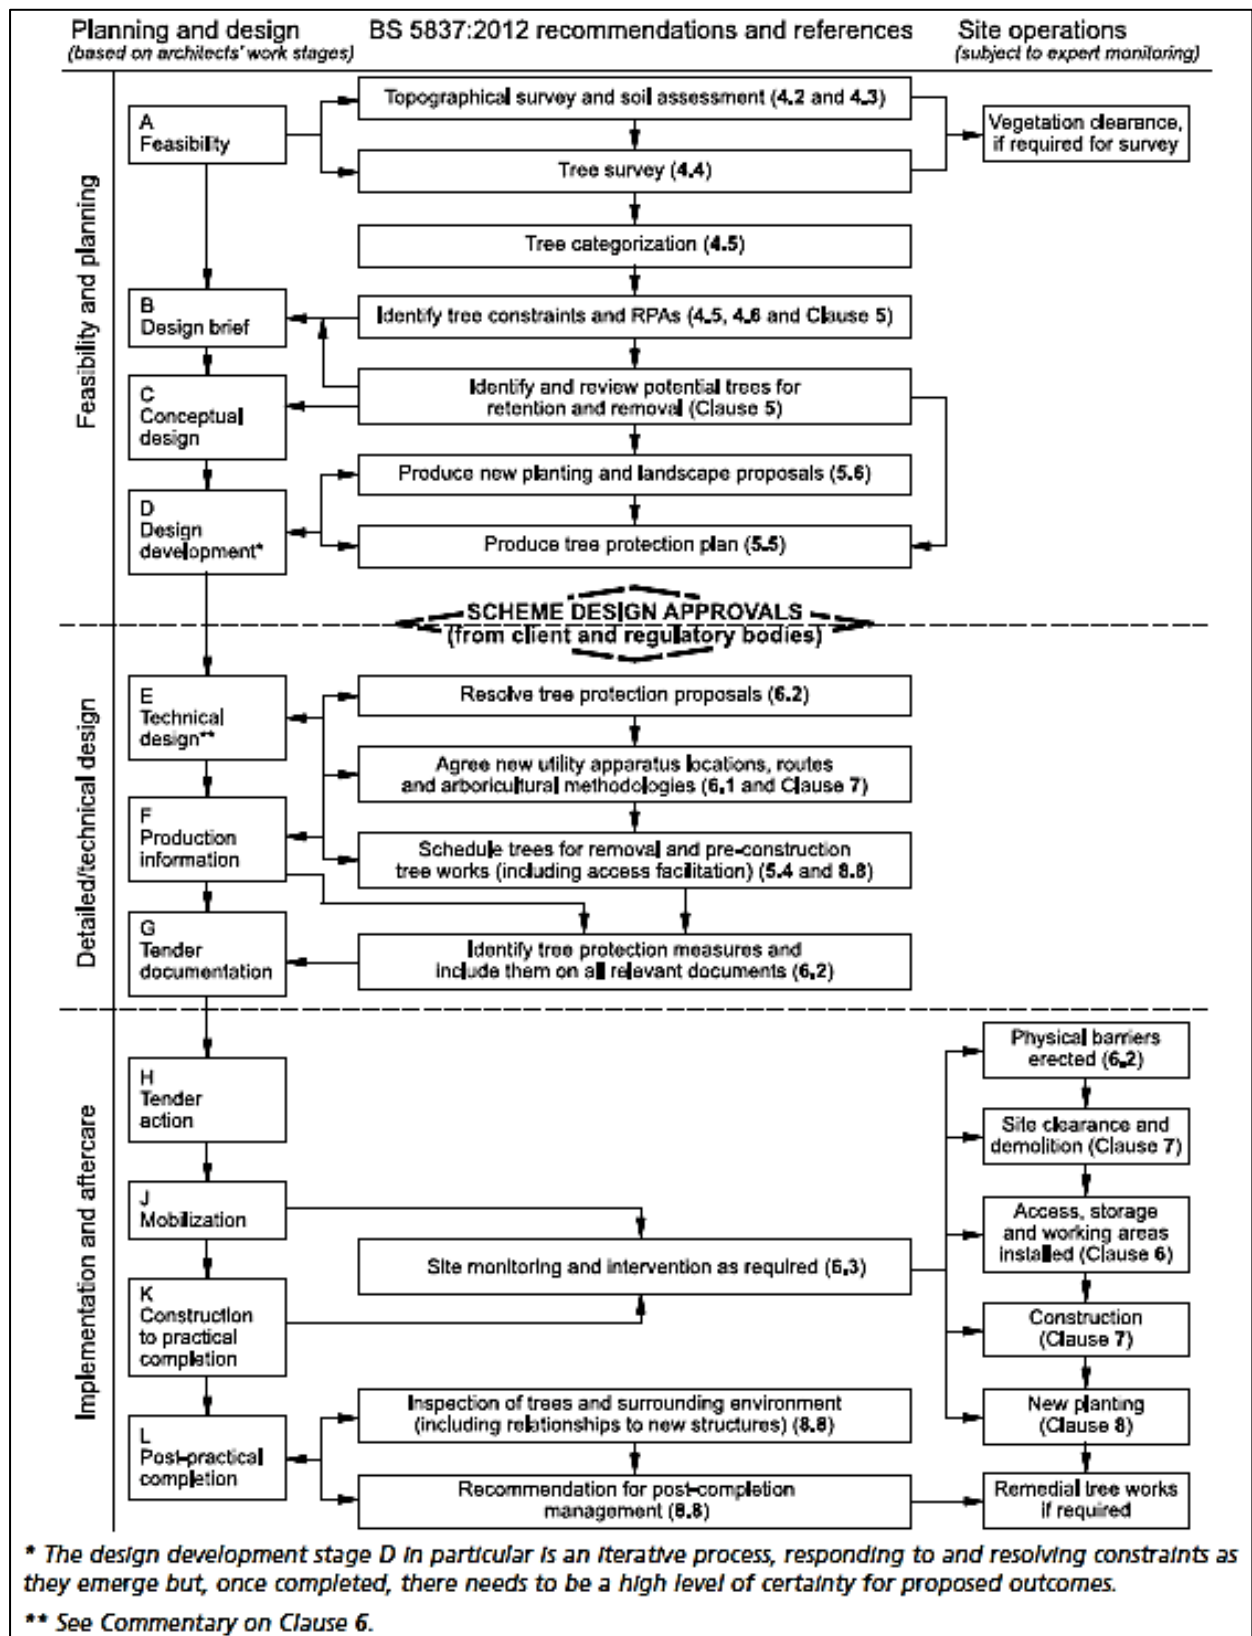 Planning and design
(based on architects' work stages)
BS 5837:2012 recommendations and references
Site operations
(subject to expert monitoring)
Feasibility and planning
A
Feasibility
Topographical survey and soil assessment (4.2 and 4.3)
Vegetation clearance,
if required for survey
Tree survey (4.4)
Tree categorization (4.5)
B
Design brief
Identify tree constraints and RPAs (4.5, 4.6 and Clause 5)
C
Conceptual
design
Identify and review potential trees for
retention and removal (Clause 5)
Produce new planting and landscape proposals (5.6)
D
Design
development*
Produce tree protection plan (5.5)
SCHEME DESIGN APPROVALS
(from client and regulatory bodies)
Detailed/technical design
E
Technical
design**
Resolve tree protection proposals (6.2)
Agree new utility apparatus locations, routes
and arboricultural methodologies (6.1 and Clause 7)
F
Production
information
Schedule trees for removal and pre-construction
tree works (including access facilitation) (5.4 and 8.8)
G
Tender
documentation
Identify tree protection measures and
include them on all relevant documents (6.2)
Implementation and aftercare
H
Tender
action
Physical barriers
erected (6.2)
Site clearance and
demolition (Clause 7)
J
Mobilization
Access, storage
and working areas
installed (Clause 6)
Site monitoring and intervention as required (6.3)
K
Construction
to practical
completion
Construction
(Clause 7)
New planting
(Clause 8)
L
Post-practical
completion
Inspection of trees and surrounding environment
(including relationships to new structures) (8.8)
Recommendation for post-completion
management (8.8)
Remedial tree works
if required
* The design development stage D in particular is an iterative process, responding to and resolving constraints as
they emerge but, once completed, there needs to be a high level of certainty for proposed outcomes.
** See Commentary on Clause 6.